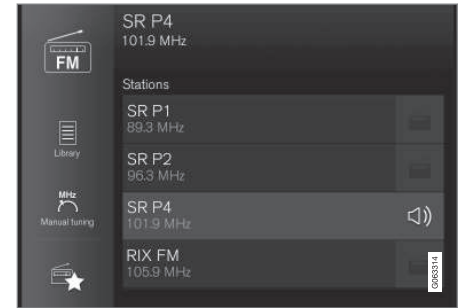 FM
SR P4
101.9 MHz
Stations
SR P1
89.3 MHz
SR P2
96.3 MHz
SR P4
101.9 MHz
RIX FM
105.9 MHz
Library
MHz
Manual tuning
G063314